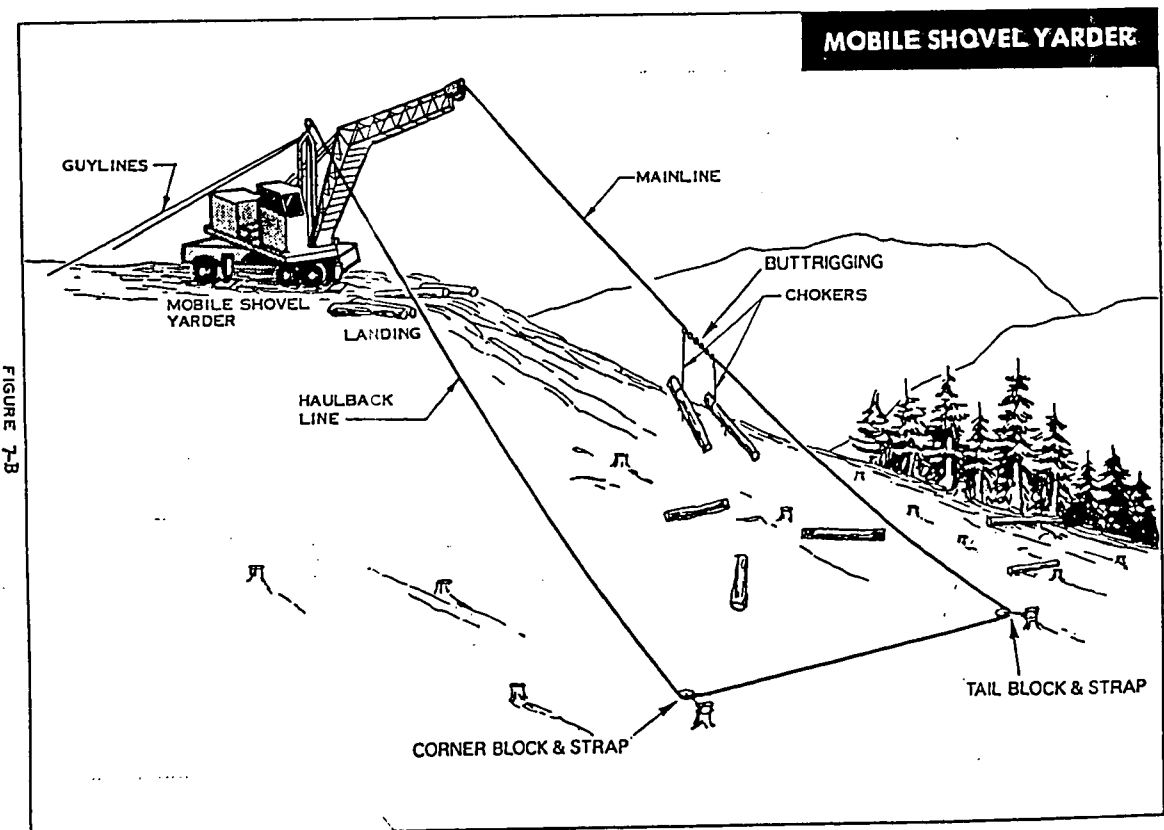 MOBILE SHOVEL YARDER
GUYLINES
MAINLINE
BUTTRIGGING
CHOKERS
MOBILE SHOVEL
YARDER
LANDING
HAULBACK
LINE
FIGURE 7-B
TAIL BLOCK & STRAP
CORNER BLOCK & STRAP